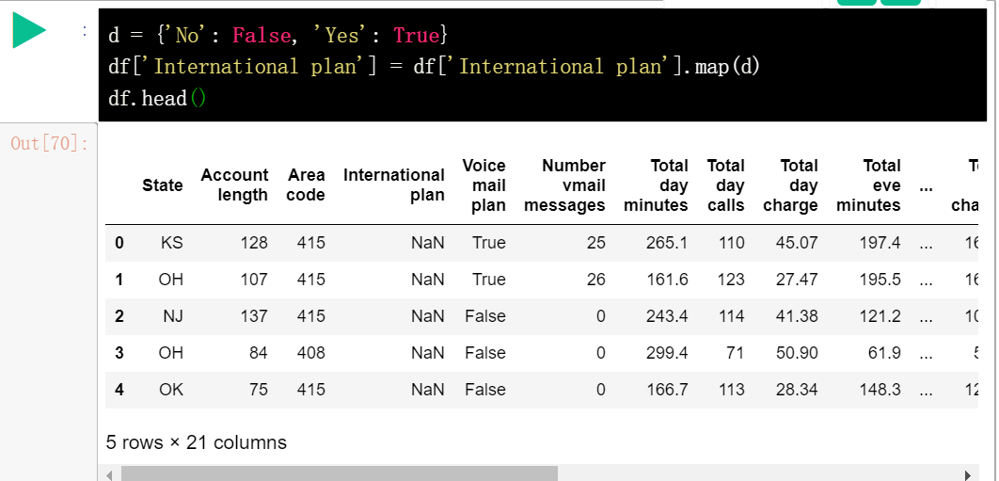 :
d = {'No': False, 'Yes': True}
df['International plan'] = df['International plan'].map(d)
df.head()
Out[70]:
State Account length Area code International plan Voice mail plan Number vmail messages Total day minutes Total day calls Total day charge Total eve minutes ...
0 KS 128 415 NaN True 25 265.1 110 45.07 197.4 ...
1 OH 107 415 NaN True 26 161.6 123 27.47 195.5 ...
2 NJ 137 415 NaN False 0 243.4 114 41.38 121.2 ...
3 OH 84 408 NaN False 0 299.4 71 50.90 61.9 ...
4 OK 75 415 NaN False 0 166.7 113 28.34 148.3 ...
5 rows × 21 columns